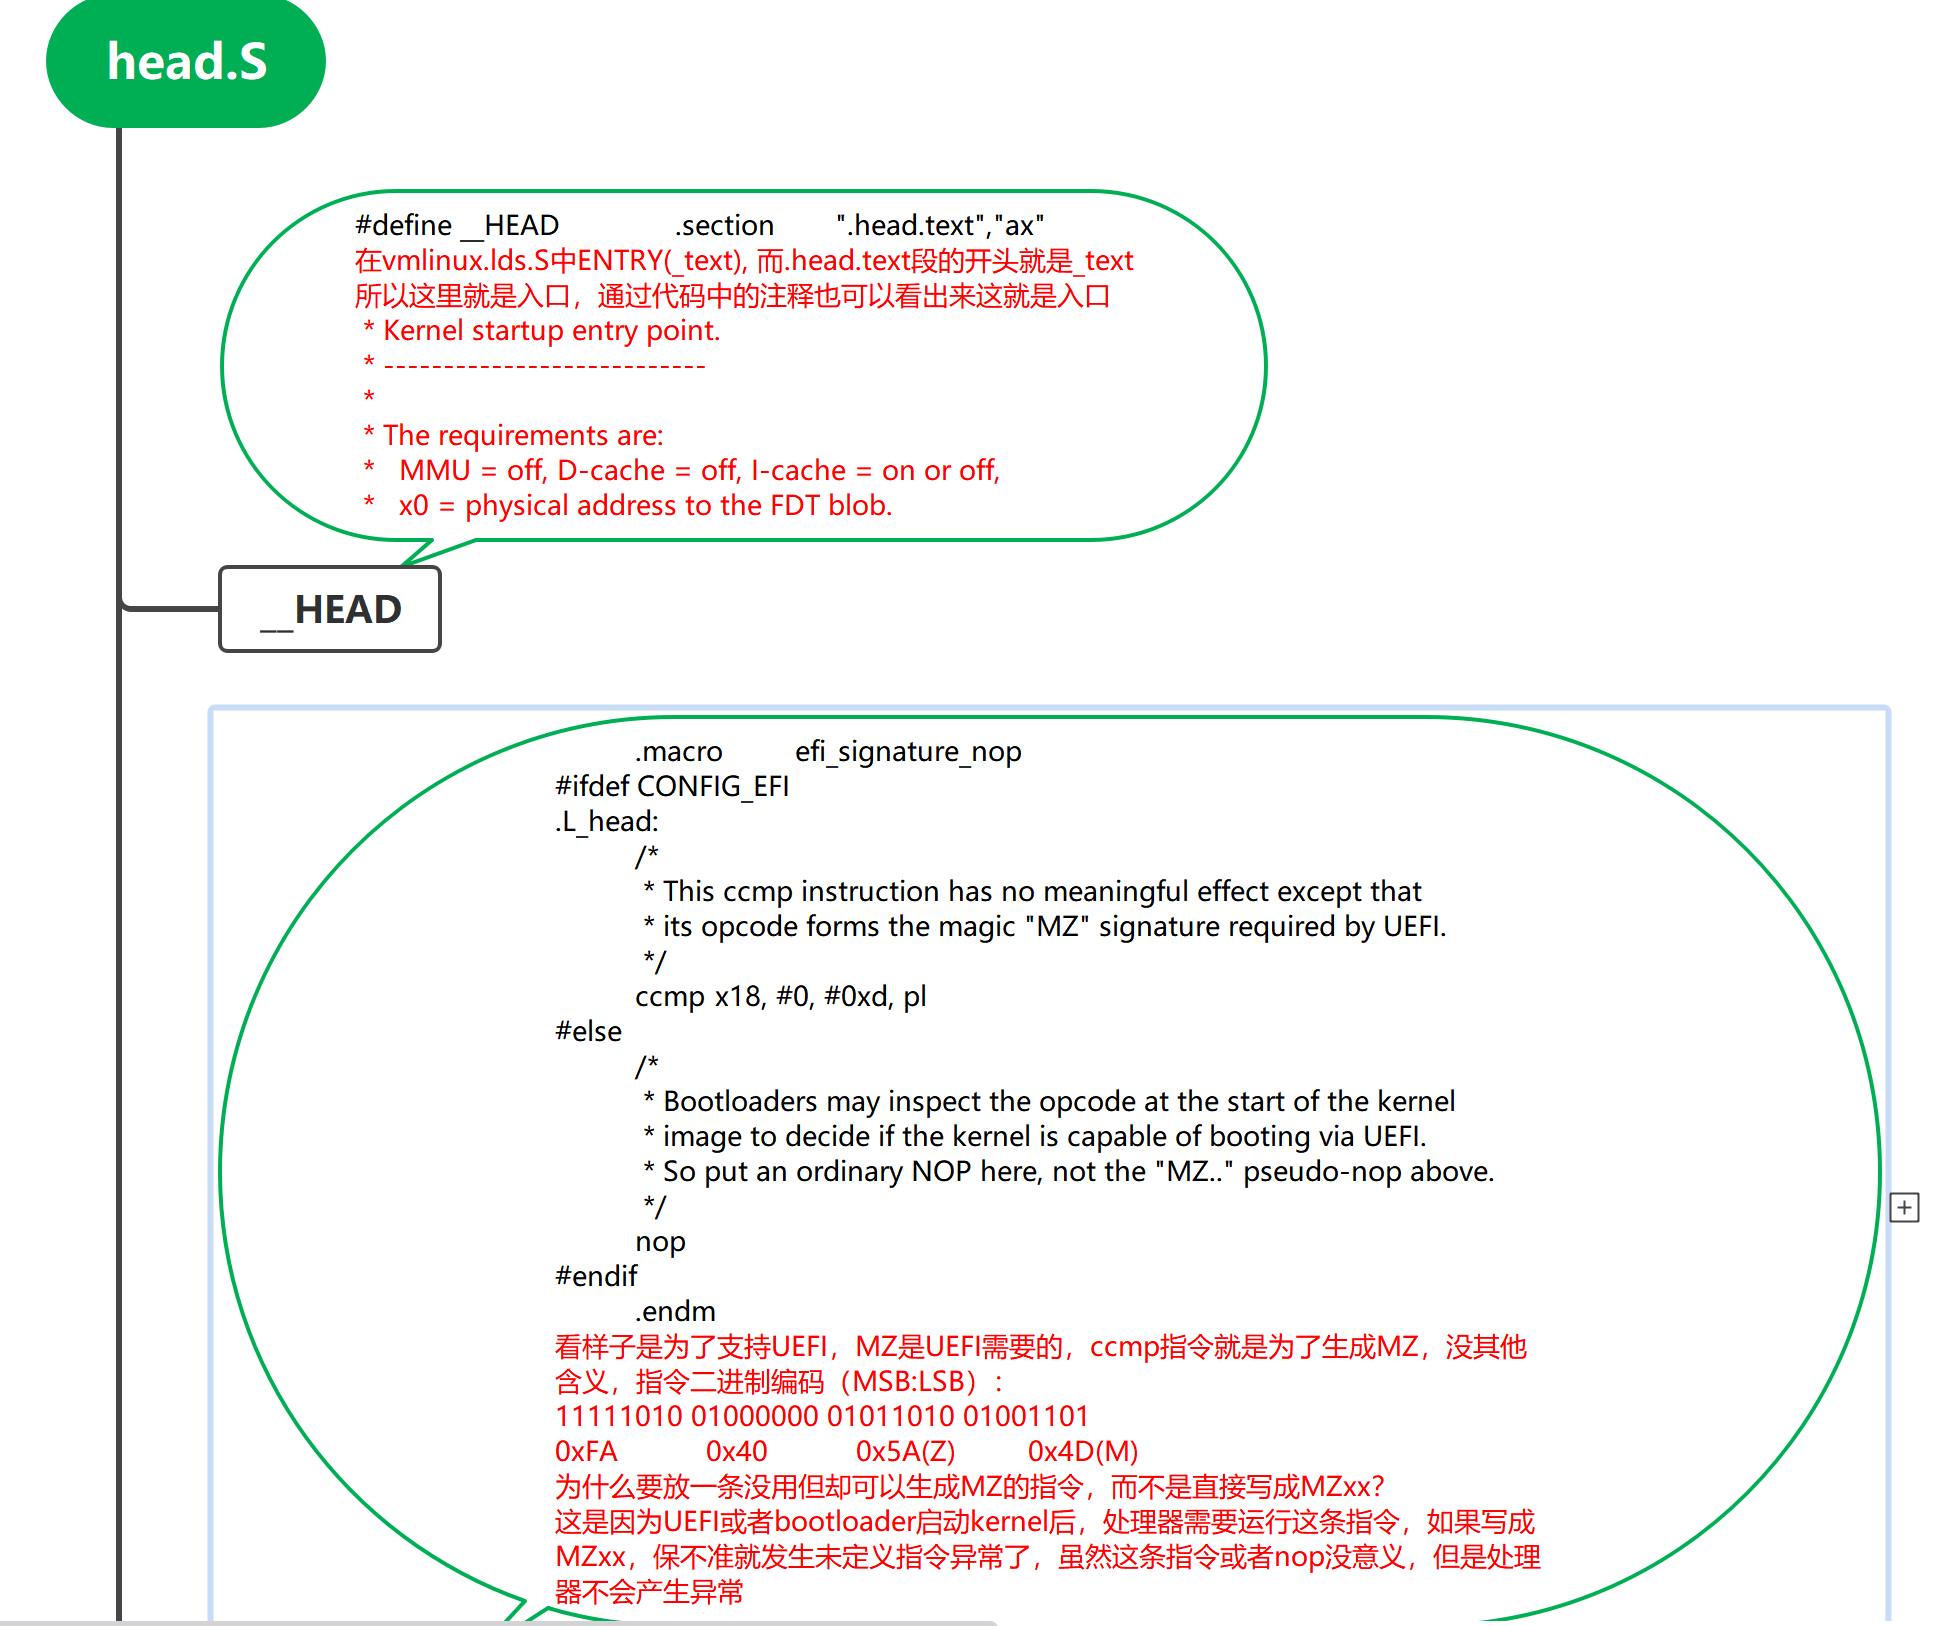 head.S
#define __HEAD .section ".head.text","ax"
在vmlinux.lds.S中ENTRY(_text), 而.head.text段的开头就是_text
所以这里就是入口，通过代码中的注释也可以看出来这就是入口
* Kernel startup entry point.
* ---------------------------
*
* The requirements are:
* MMU = off, D-cache = off, I-cache = on or off,
* x0 = physical address to the FDT blob.
__HEAD
.macro efi_signature_nop
#ifdef CONFIG_EFI
.L_head:
/*
* This ccmp instruction has no meaningful effect except that
* its opcode forms the magic "MZ" signature required by UEFI.
*/
ccmp x18, #0, #0xd, pl
#else
/*
* Bootloaders may inspect the opcode at the start of the kernel
* image to decide if the kernel is capable of booting via UEFI.
* So put an ordinary NOP here, not the "MZ.." pseudo-nop above.
*/
nop
#endif
.endm
看样子是为了支持UEFI，MZ是UEFI需要的，ccmp指令就是为了生成MZ，没其他
含义，指令二进制编码（MSB:LSB）：
11111010 01000000 01011010 01001101
0xFA 0x40 0x5A(Z) 0x4D(M)
为什么要放一条没用但却可以生成MZ的指令，而不是直接写成MZxx？
这是因为UEFI或者bootloader启动kernel后，处理器需要运行这条指令，如果写成
MZxx，保不准就发生未定义指令异常了，虽然这条指令或者nop没意义，但是处理
器不会产生异常